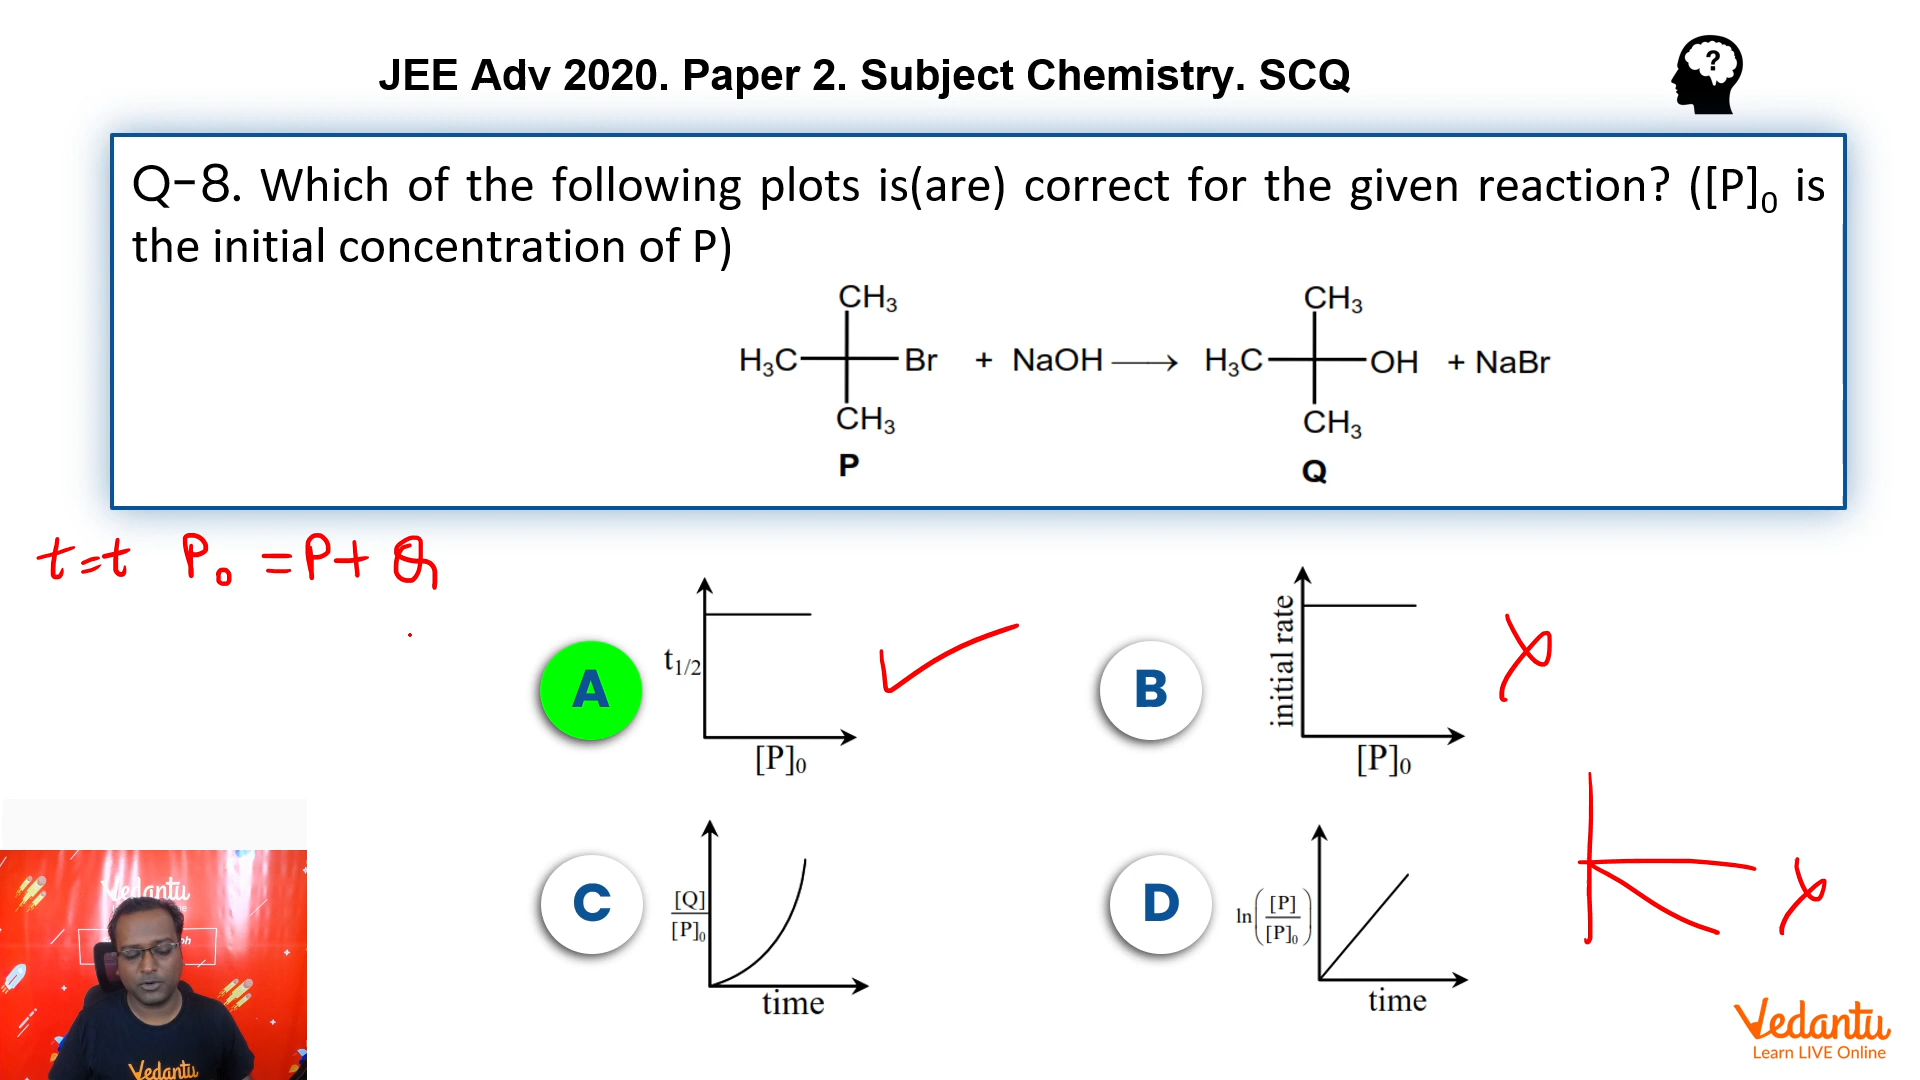 JEE Adv 2020. Paper 2. Subject Chemistry. SCQ
?
Q-8. Which of the following plots is(are) correct for the given reaction? ([P]₀ is
the initial concentration of P)
CH₃ CH₃
H₃C Br + NaOH ⟶ H₃C OH + NaBr
CH₃ CH₃
P Q
t=t P₀ = P + Q
A
t₁/₂
[P]₀
B
initial rate
[P]₀
C
[Q]/[P]₀
time
D
ln([P]/[P]₀)
time
Vedantu
Vedantu
Vedantu
Learn LIVE Online